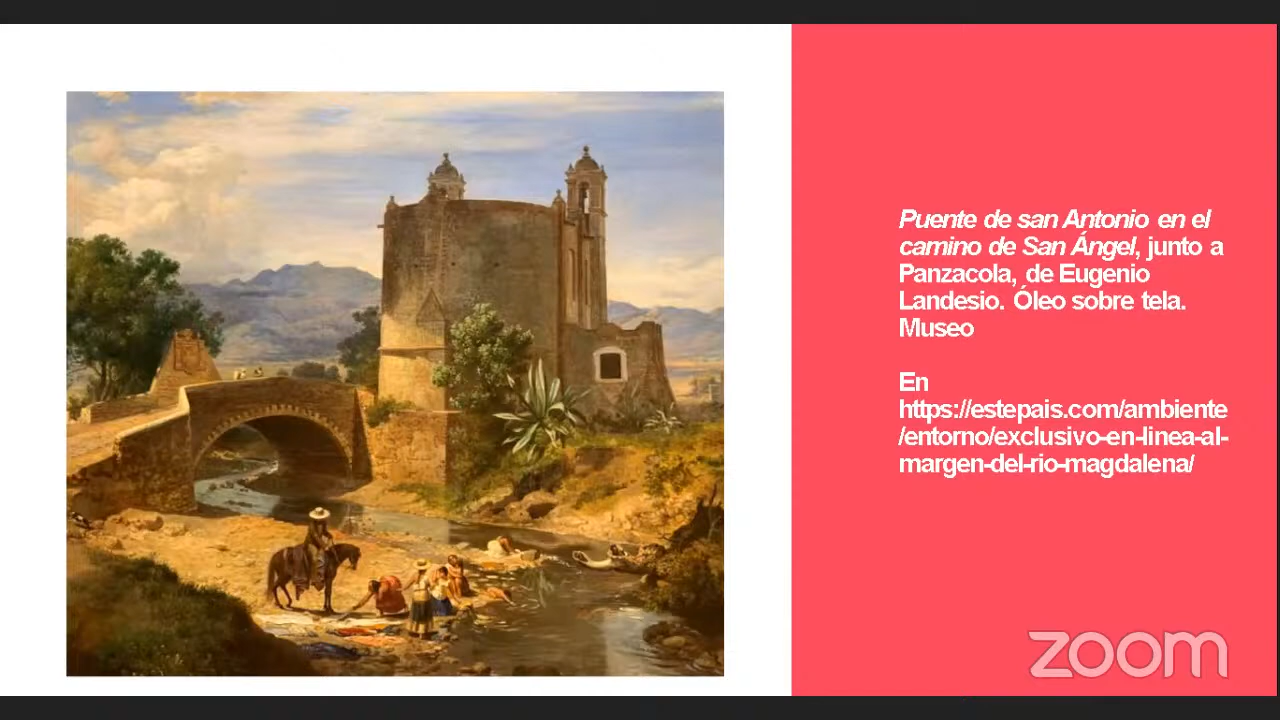 Puente de san Antonio en el
camino de San Ángel, junto a
Panzacola, de Eugenio
Landesio. Óleo sobre tela.
Museo
En
https://estepais.com/ambiente
/entorno/exclusivo-en-linea-al-
margen-del-rio-magdalena/
zoom